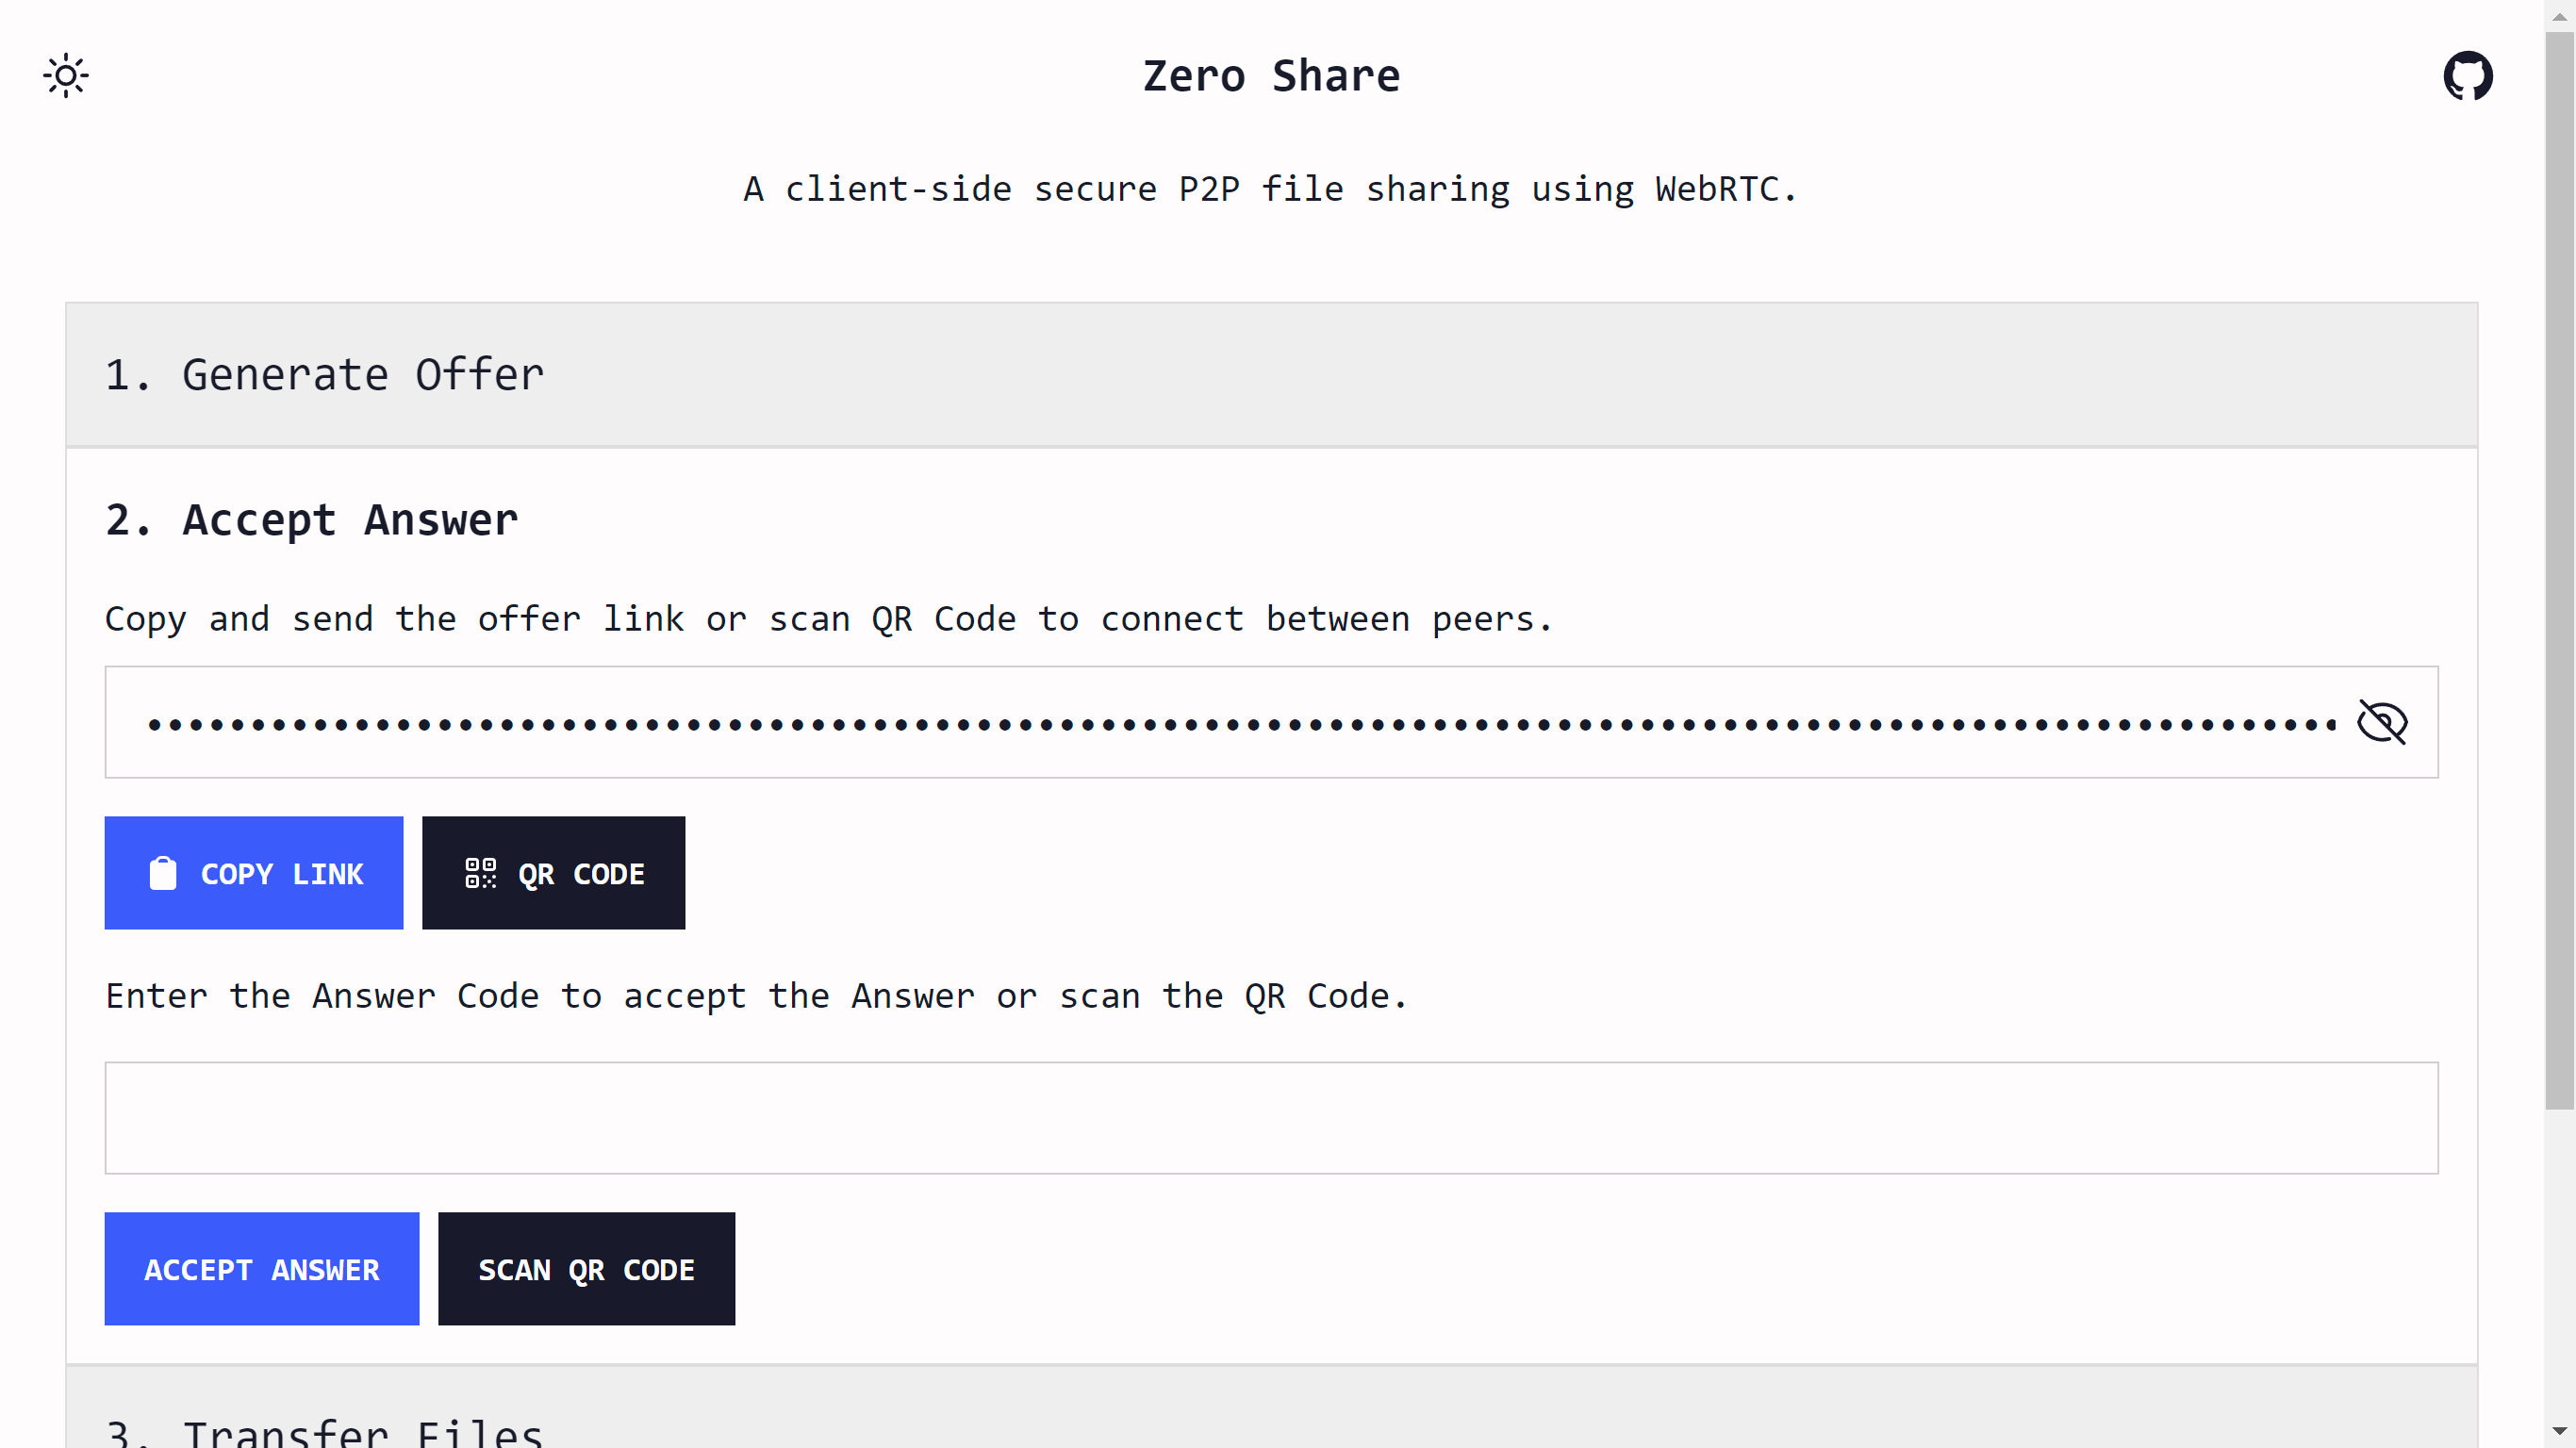 Zero Share
A client-side secure P2P file sharing using WebRTC.
1. Generate Offer
2. Accept Answer
Copy and send the offer link or scan QR Code to connect between peers.
COPY LINK
QR CODE
Enter the Answer Code to accept the Answer or scan the QR Code.
ACCEPT ANSWER
SCAN QR CODE
3. Transfer Files